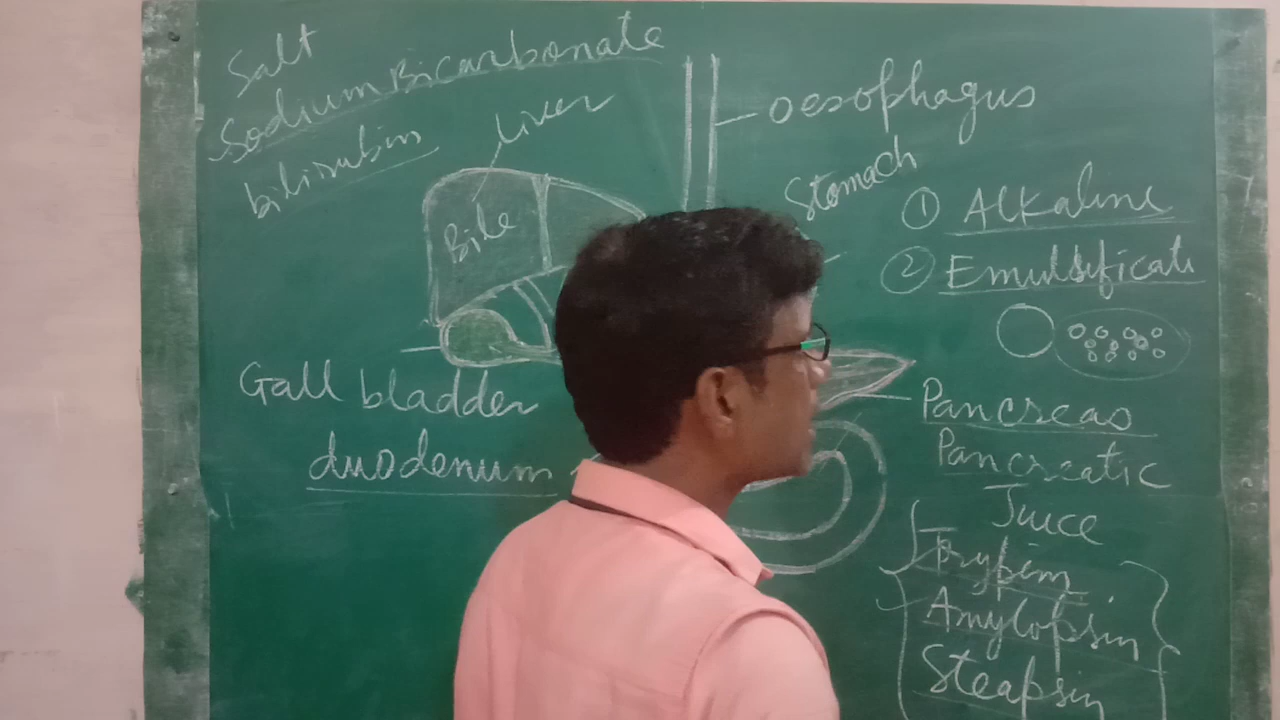 Salt
Sodium Bicarbonate
bilirubin
liver
Bile
oesophagus
Stomach
Gall bladder
duodenum
① Alkaline
② Emulsificati
Pancreas
Pancreatic
Juice
Trypsin
Amylopsin
Steapsin